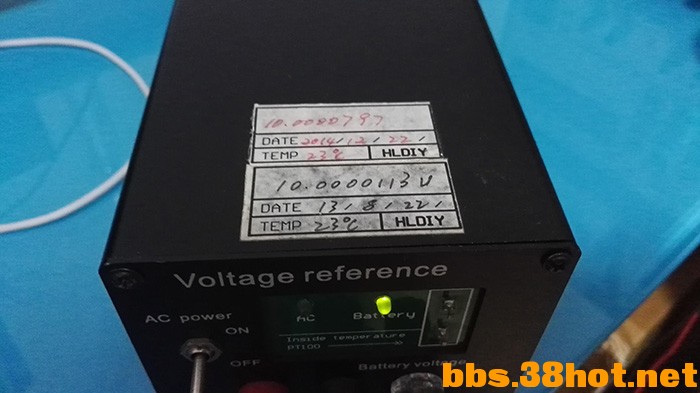 10.0000797
DATE 2014/12/22/
TEMP 23℃ HLDIY
10.0000113V
DATE 13/8/22/
TEMP 23℃ HLDIY
Voltage reference
AC power
ON
OFF
AC Battery
Inside temperature
PT100
Battery voltage
bbs.38hot.net